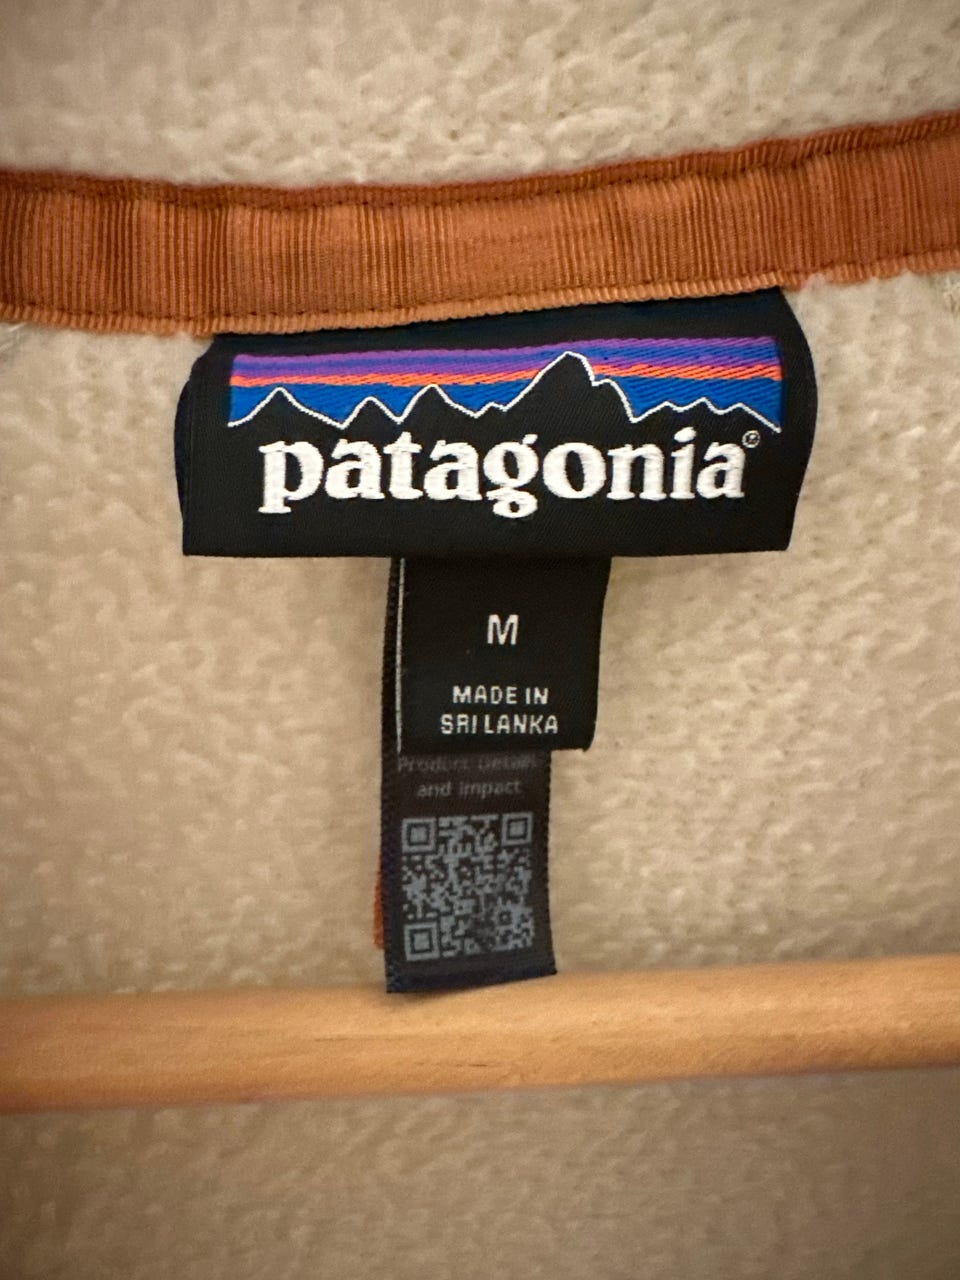 patagonia®
M
MADE IN
SRI LANKA
Product Details
and impact